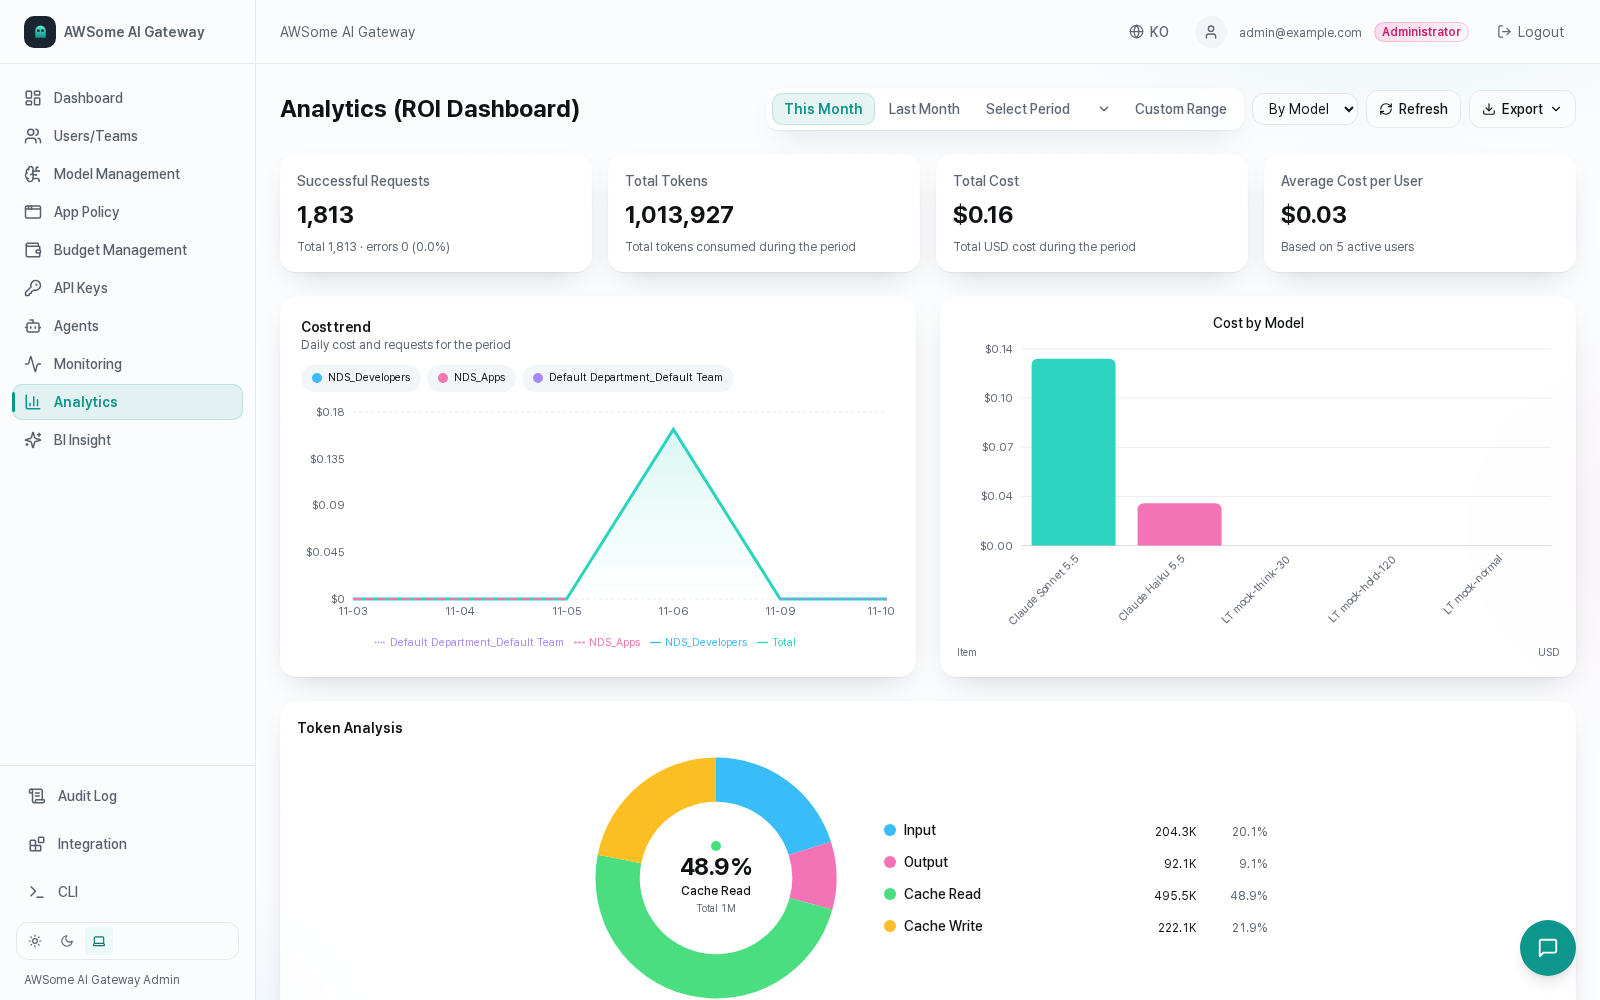 AWSome AI Gateway
AWSome AI Gateway
KO
admin@example.com
Administrator
Logout
Dashboard
Users/Teams
Model Management
App Policy
Budget Management
API Keys
Agents
Monitoring
Analytics
BI Insight
Audit Log
Integration
CLI
AWSome AI Gateway Admin
Analytics (ROI Dashboard)
This Month
Last Month
Select Period
Custom Range
By Model
Refresh
Export
Successful Requests
1,813
Total 1,813 · errors 0 (0.0%)
Total Tokens
1,013,927
Total tokens consumed during the period
Total Cost
$0.16
Total USD cost during the period
Average Cost per User
$0.03
Based on 5 active users
Cost trend
Daily cost and requests for the period
NDS_Developers
NDS_Apps
Default Department_Default Team
$0.18
$0.135
$0.09
$0.045
$0
11-03
11-04
11-05
11-06
11-09
11-10
Default Department_Default Team
NDS_Apps
NDS_Developers
Total
Cost by Model
$0.14
$0.10
$0.07
$0.04
$0.00
Claude Sonnet 5.5
Claude Haiku 5.5
LT mock-think-30
LT mock-hold-120
LT mock-normal
Item
USD
Token Analysis
48.9%
Cache Read
Total 1M
Input 204.3K 20.1%
Output 92.1K 9.1%
Cache Read 495.5K 48.9%
Cache Write 222.1K 21.9%